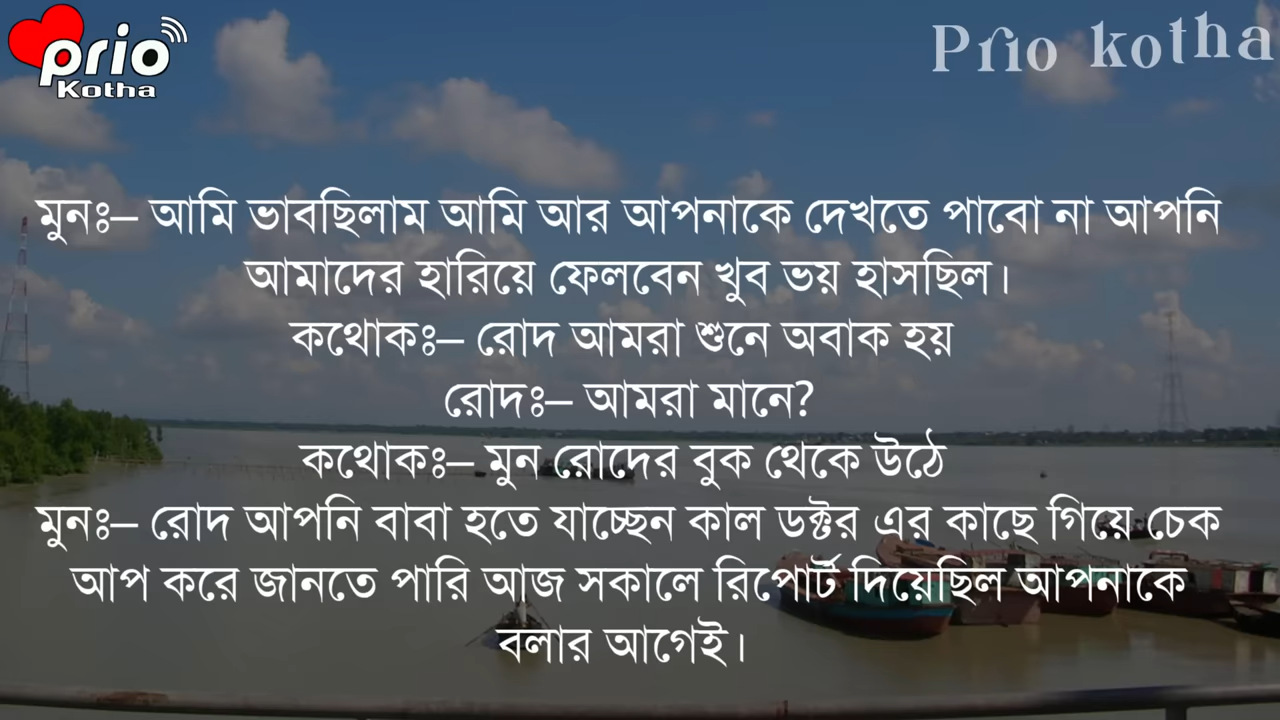 prio
Kotha
Prio kotha
মুনঃ– আমি ভাবছিলাম আমি আর আপনাকে দেখতে পাবো না আপনি
আমাদের হারিয়ে ফেলবেন খুব ভয় হাসছিল।
কথোকঃ– রোদ আমরা শুনে অবাক হয়
রোদঃ– আমরা মানে?
কথোকঃ– মুন রোদের বুক থেকে উঠে
মুনঃ– রোদ আপনি বাবা হতে যাচ্ছেন কাল ডক্টর এর কাছে গিয়ে চেক
আপ করে জানতে পারি আজ সকালে রিপোর্ট দিয়েছিল আপনাকে
বলার আগেই।